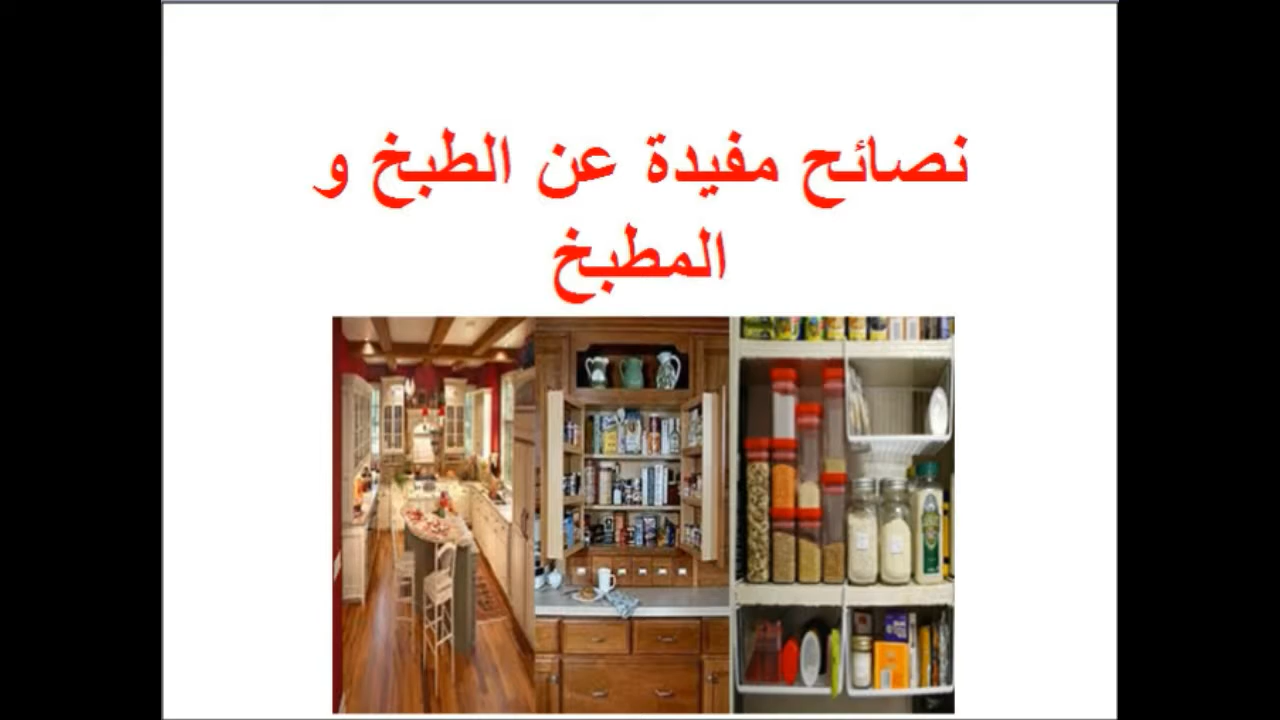 نصائح مفيدة عن الطبخ و
المطبخ